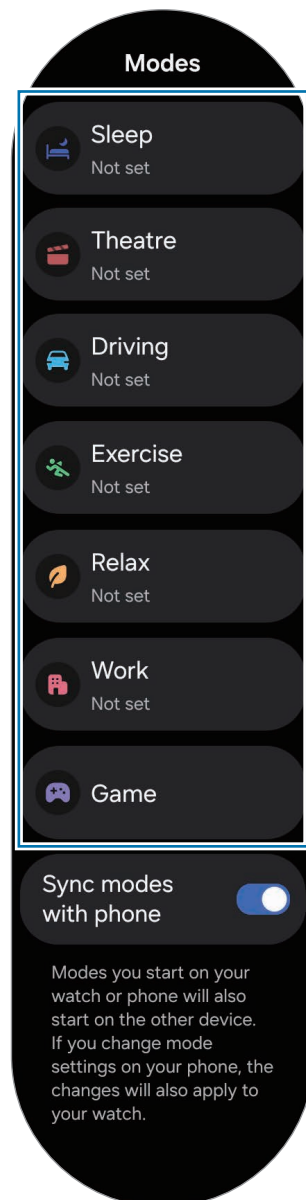 Modes
Sleep
Not set
Theatre
Not set
Driving
Not set
Exercise
Not set
Relax
Not set
Work
Not set
Game
Sync modes
with phone
Modes you start on your
watch or phone will also
start on the other device.
If you change mode
settings on your phone, the
changes will also apply to
your watch.